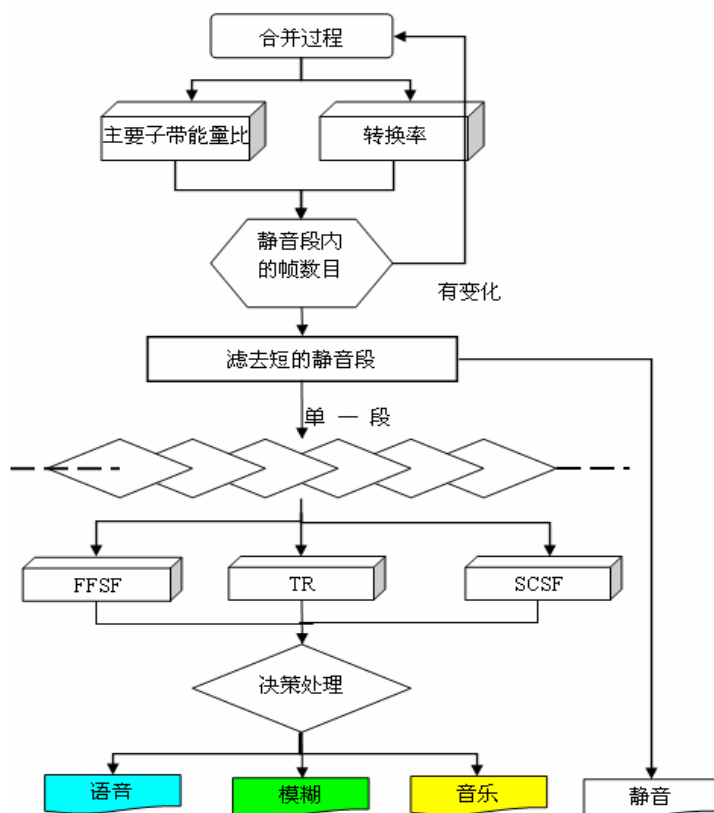 合并过程
主要子带能量比
转换率
静音段内
的帧数目
有变化
滤去短的静音段
单一段
FFSF
TR
SCSF
决策处理
语音
模糊
音乐
静音